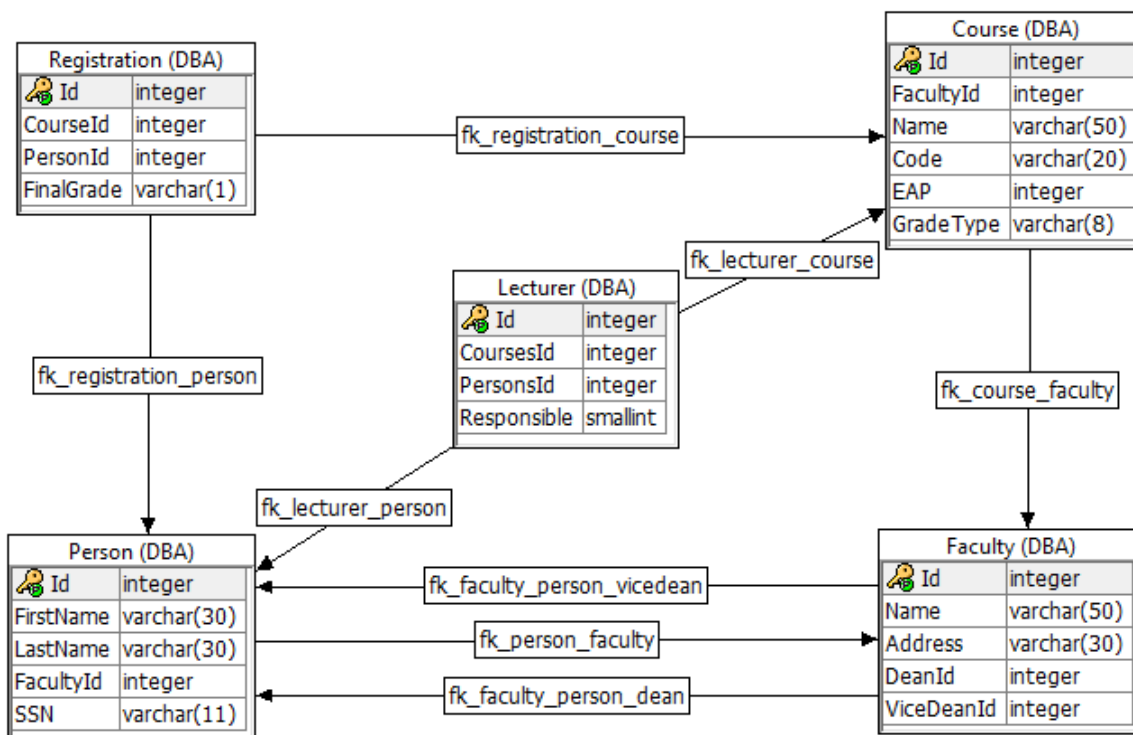 Registration (DBA)
Id integer
CourseId integer
PersonId integer
FinalGrade varchar(1)
fk_registration_course
Course (DBA)
Id integer
FacultyId integer
Name varchar(50)
Code varchar(20)
EAP integer
GradeType varchar(8)
fk_lecturer_course
Lecturer (DBA)
Id integer
CoursesId integer
PersonsId integer
Responsible smallint
fk_registration_person
fk_course_faculty
fk_lecturer_person
Person (DBA)
Id integer
FirstName varchar(30)
LastName varchar(30)
FacultyId integer
SSN varchar(11)
fk_faculty_person_vicedean
fk_person_faculty
fk_faculty_person_dean
Faculty (DBA)
Id integer
Name varchar(50)
Address varchar(30)
DeanId integer
ViceDeanId integer